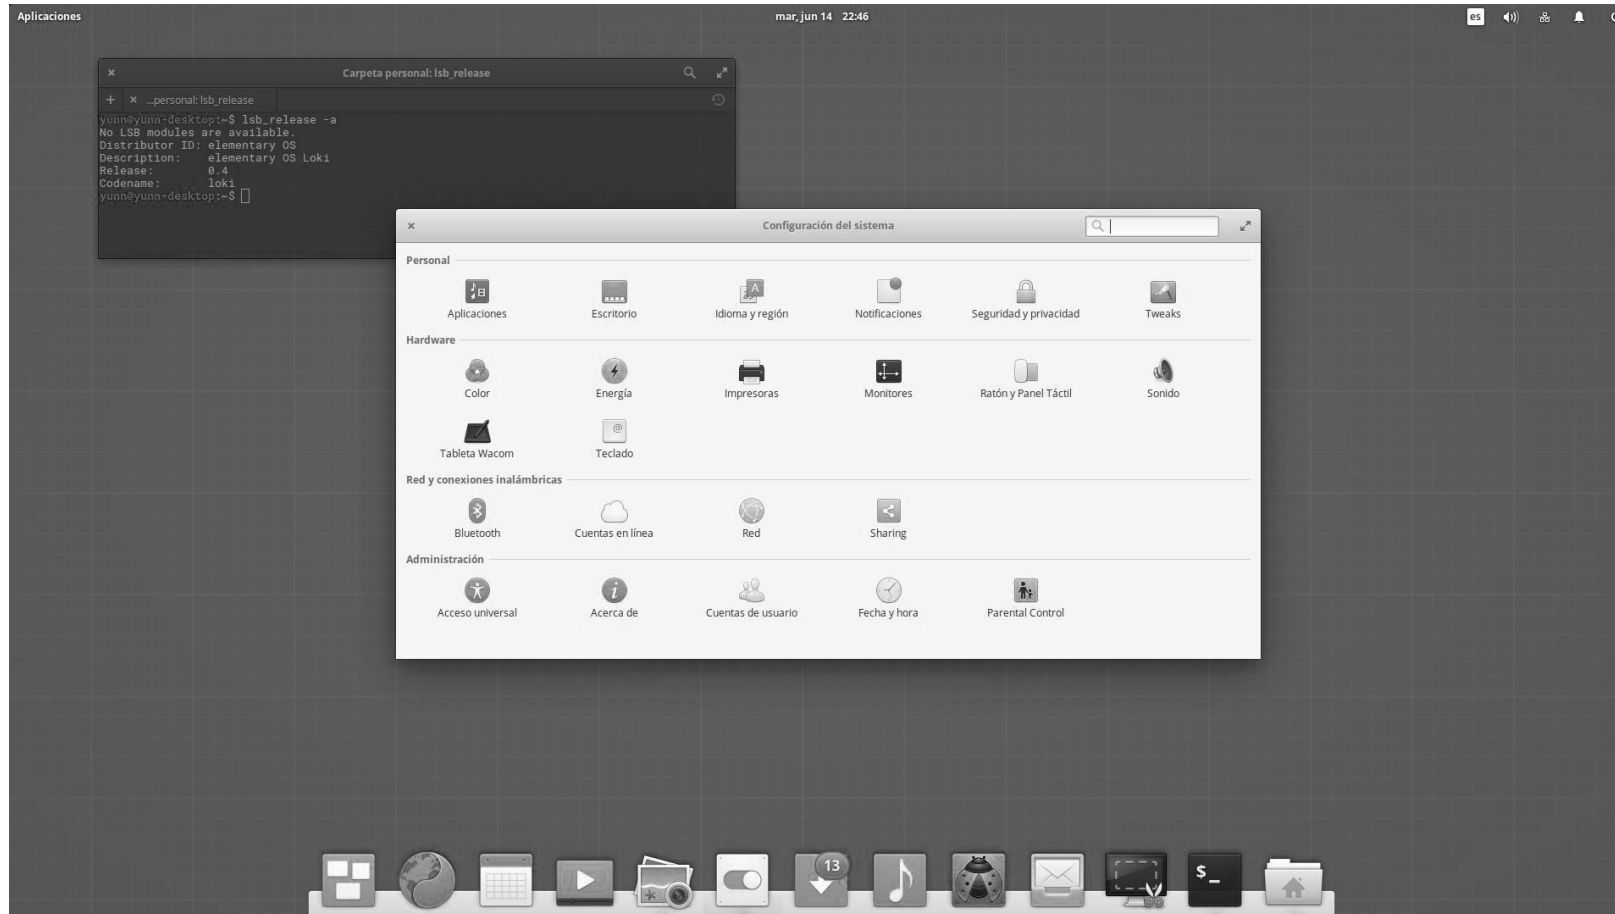 Aplicaciones mar, jun 14 22:46 es
Carpeta personal: lsb_release
...personal: lsb_release
yunn@yunn-desktop:~$ lsb_release -a
No LSB modules are available.
Distributor ID: elementary OS
Description: elementary OS Loki
Release: 0.4
Codename: loki
yunn@yunn-desktop:~$
Configuración del sistema
Personal
Aplicaciones Escritorio Idioma y región Notificaciones Seguridad y privacidad Tweaks
Hardware
Color Energía Impresoras Monitores Ratón y Panel Táctil Sonido
Tableta Wacom Teclado
Red y conexiones inalámbricas
Bluetooth Cuentas en línea Red Sharing
Administración
Acceso universal Acerca de Cuentas de usuario Fecha y hora Parental Control
13
$_